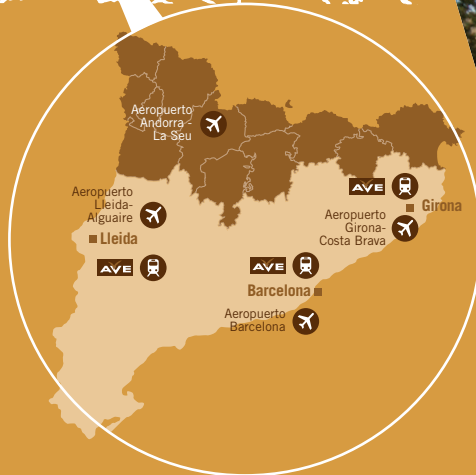 Aeropuerto
Andorra -
La Seu
AVE
Girona
Aeropuerto
Lleida-
Alguaire
Aeropuerto
Girona-
Costa Brava
Lleida
AVE
AVE
Barcelona
Aeropuerto
Barcelona